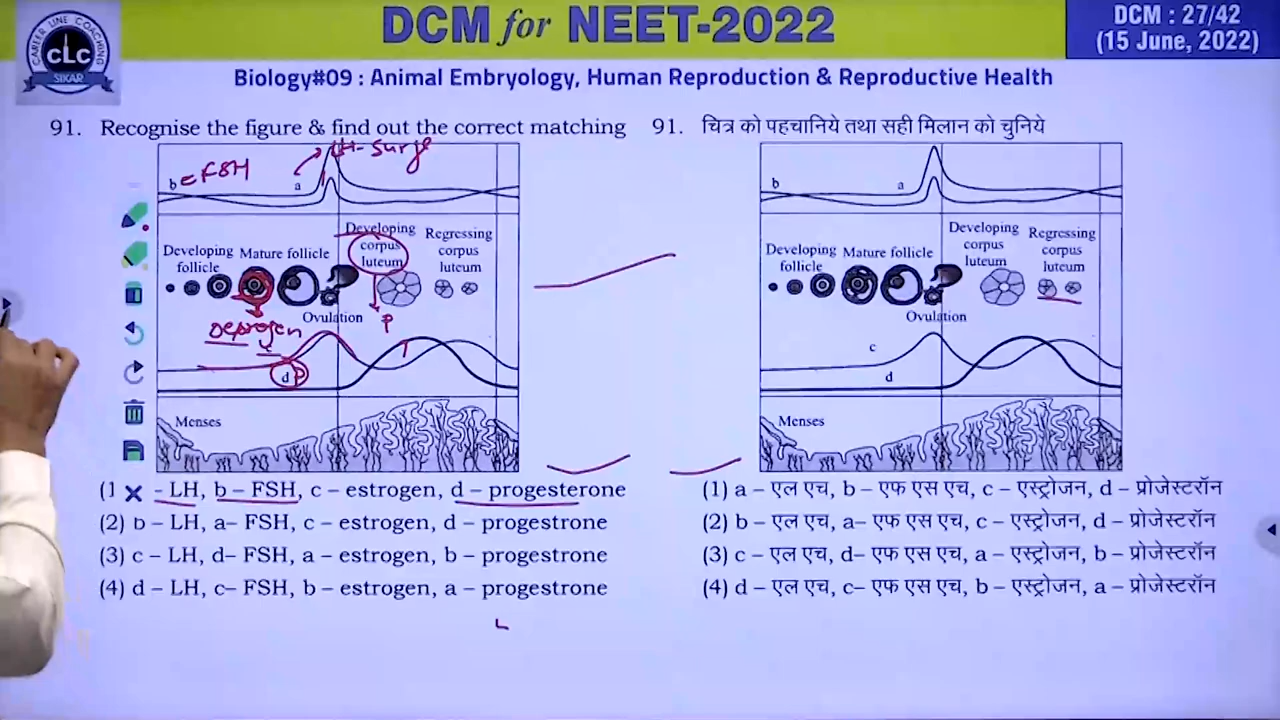 DCM for NEET-2022
DCM : 27/42
(15 June, 2022)
CAREER LINE COACHING
CLC
SIKAR
Biology#09 : Animal Embryology, Human Reproduction & Reproductive Health
91. Recognise the figure & find out the correct matching
b
FSH
a
LH-surge
Developing
follicle
Mature follicle
Developing
corpus
luteum
Regressing
corpus
luteum
Ovulation
P
c
d
P
Menses
(1 - LH, b – FSH, c – estrogen, d – progesterone
(2) b – LH, a– FSH, c – estrogen, d – progestrone
(3) c – LH, d– FSH, a – estrogen, b – progestrone
(4) d – LH, c– FSH, b – estrogen, a – progestrone
91. चित्र को पहचानिये तथा सही मिलान को चुनिये
b
a
Developing
follicle
Mature follicle
Developing
corpus
luteum
Regressing
corpus
luteum
Ovulation
c
d
Menses
(1) a – एल एच, b – एफ एस एच, c – एस्ट्रोजन, d – प्रोजेस्टरॉन
(2) b – एल एच, a– एफ एस एच, c – एस्ट्रोजन, d – प्रोजेस्टरॉन
(3) c – एल एच, d– एफ एस एच, a – एस्ट्रोजन, b – प्रोजेस्टरॉन
(4) d – एल एच, c– एफ एस एच, b – एस्ट्रोजन, a – प्रोजेस्टरॉन